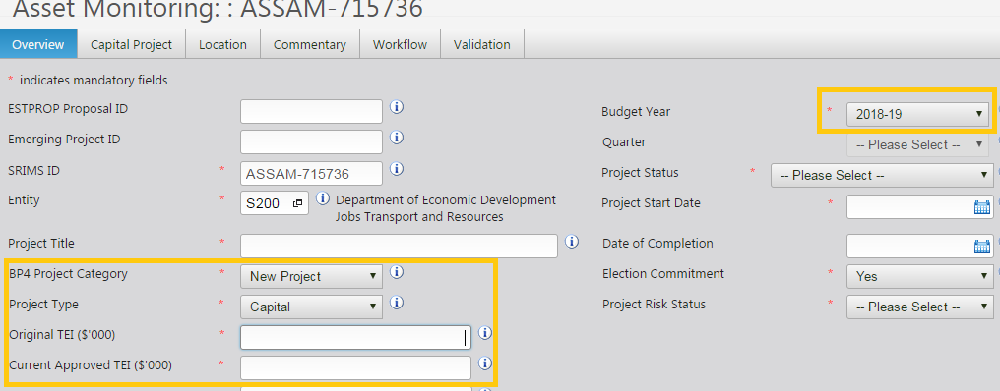 Asset Monitoring: : ASSAM-715736
Overview Capital Project Location Commentary Workflow Validation
* indicates mandatory fields
ESTPROP Proposal ID
Emerging Project ID
SRIMS ID * ASSAM-715736
Entity * S200 Department of Economic Development
Jobs Transport and Resources
Project Title *
BP4 Project Category * New Project
Project Type * Capital
Original TEI ($'000) *
Current Approved TEI ($'000) *
Budget Year * 2018-19
Quarter -- Please Select --
Project Status * -- Please Select --
Project Start Date *
Date of Completion *
Election Commitment * Yes
Project Risk Status * -- Please Select --